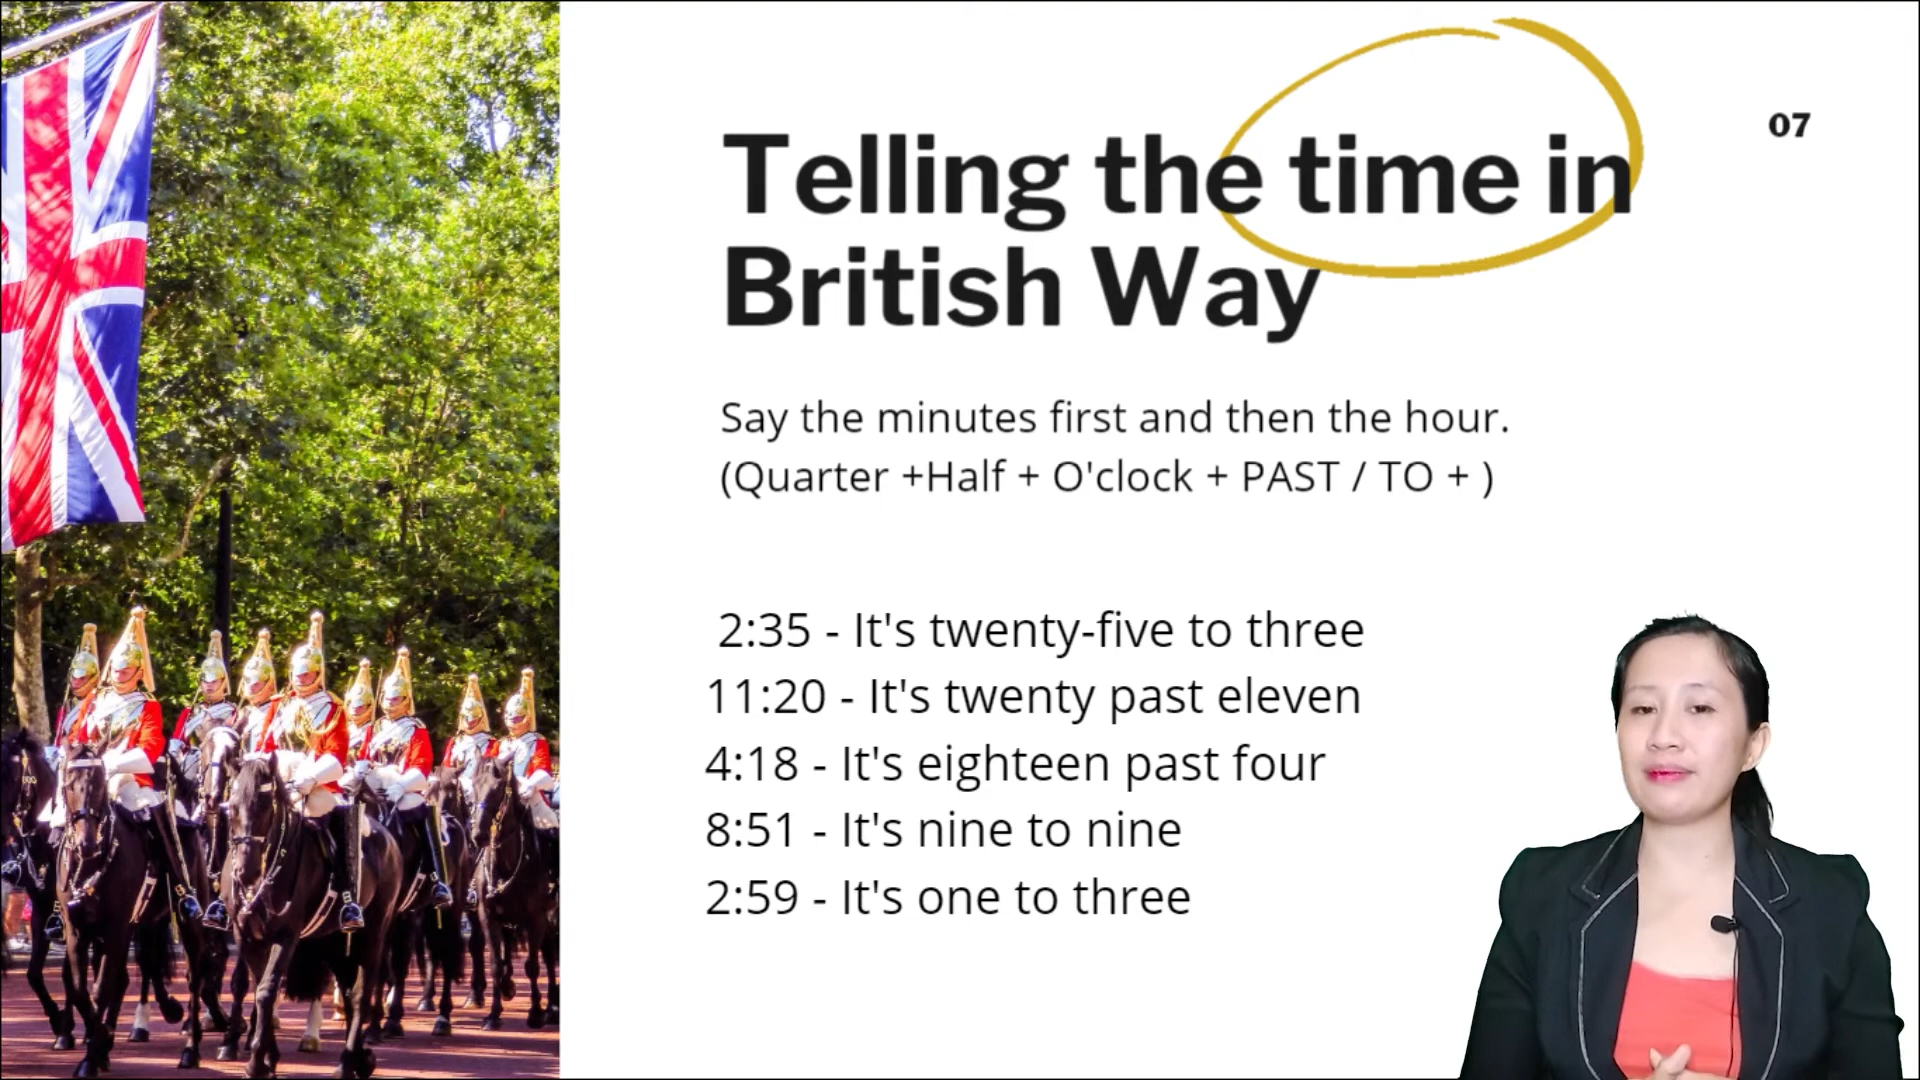 07
Telling the time in
British Way
Say the minutes first and then the hour.
(Quarter +Half + O'clock + PAST / TO + )
2:35 - It's twenty-five to three
11:20 - It's twenty past eleven
4:18 - It's eighteen past four
8:51 - It's nine to nine
2:59 - It's one to three